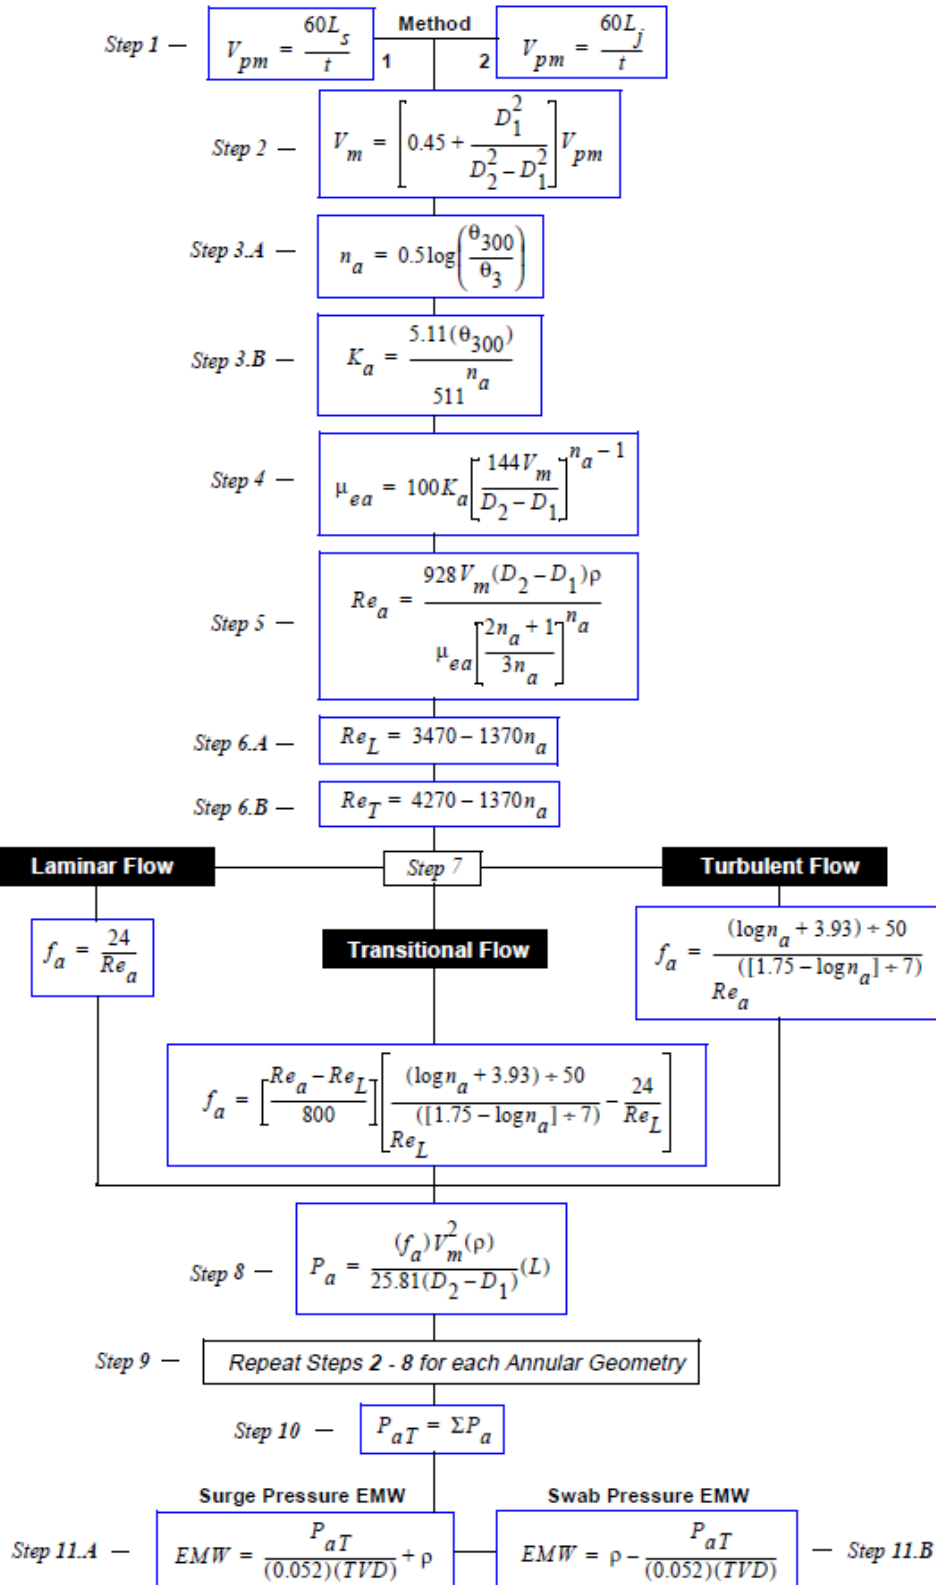 Method
Step 1 – V_pm = 60L_s / t 1 2 V_pm = 60L_j / t
Step 2 – V_m = [0.45 + D_1^2 / (D_2^2 – D_1^2)] V_pm
Step 3.A – n_a = 0.5log(θ_300 / θ_3)
Step 3.B – K_a = 5.11(θ_300) / 511^n_a
Step 4 – μ_ea = 100K_a [144V_m / (D_2 – D_1)]^(n_a – 1)
Step 5 – Re_a = 928V_m(D_2 – D_1)ρ / μ_ea[(2n_a + 1) / 3n_a]^n_a
Step 6.A – Re_L = 3470 – 1370n_a
Step 6.B – Re_T = 4270 – 1370n_a
Laminar Flow Step 7 Turbulent Flow
f_a = 24 / Re_a
Transitional Flow
f_a = (logn_a + 3.93) ÷ 50 / Re_a^([1.75 – logn_a] ÷ 7)
f_a = [(Re_a – Re_L) / 800] [(logn_a + 3.93) ÷ 50 / Re_L^([1.75 – logn_a] ÷ 7) – 24 / Re_L]
Step 8 – P_a = (f_a)V_m^2(ρ) / 25.81(D_2 – D_1) (L)
Step 9 – Repeat Steps 2 - 8 for each Annular Geometry
Step 10 – P_aT = ΣP_a
Surge Pressure EMW Swab Pressure EMW
Step 11.A – EMW = P_aT / (0.052)(TVD) + ρ EMW = ρ – P_aT / (0.052)(TVD) – Step 11.B